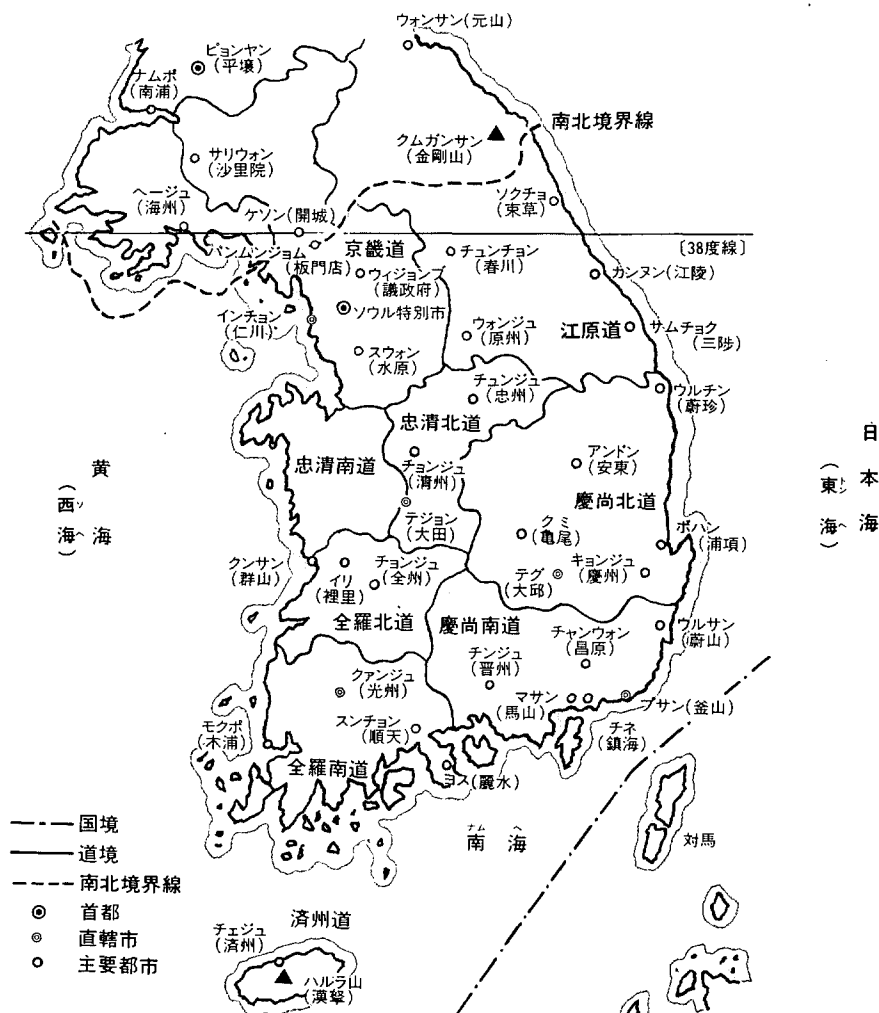 ウォンサン(元山)
ピョンヤン
(平壌)
ナムポ
(南浦)
南北境界線
クムガンサン
(金剛山)
サリウォン
(沙里院)
ソクチョ
(束草)
ヘージュ
(海州)
ケソン(開城)
〔38度線〕
パンムンジョム
(板門店)
京畿道
チュンチョン
(春川)
ウィジョンブ
(議政府)
カンヌン(江陵)
インチョン
(仁川)
ソウル特別市
ウォンジュ
(原州)
江原道
サムチョク
(三陟)
スウォン
(水原)
チュンジュ
(忠州)
ウルチン
(蔚珍)
忠清北道
忠清南道
アンドン
(安東)
チョンジュ
(清州)
慶尚北道
黄海
(西海)
ソヘ
日本海
(東海)
トンヘ
テジョン
(大田)
クミ
(亀尾)
ポハン
(浦項)
クンサン
(群山)
イリ
(裡里)
チョンジュ
(全州)
テグ
(大邱)
キョンジュ
(慶州)
全羅北道
慶尚南道
ウルサン
(蔚山)
チャンウォン
(昌原)
チンジュ
(晋州)
クァンジュ
(光州)
マサン
(馬山)
プサン(釜山)
チネ
(鎮海)
スンチョン
(順天)
モクポ
(木浦)
全羅南道
ヨス(麗水)
ナムヘ
南海
対馬
国境
道境
南北境界線
首都
直轄市
主要都市
済州道
チェジュ
(済州)
ハルラ山
(漢拏)